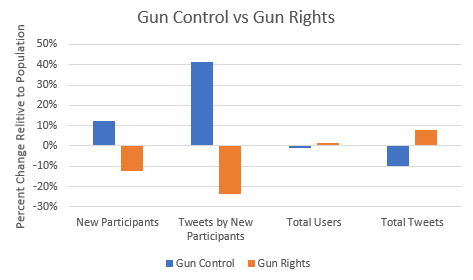 Gun Control vs Gun Rights
Percent Change Relitive to Population
50%
40%
30%
20%
10%
0%
-10%
-20%
-30%
New Participants
Tweets by New
Participants
Total Users
Total Tweets
Gun Control
Gun Rights